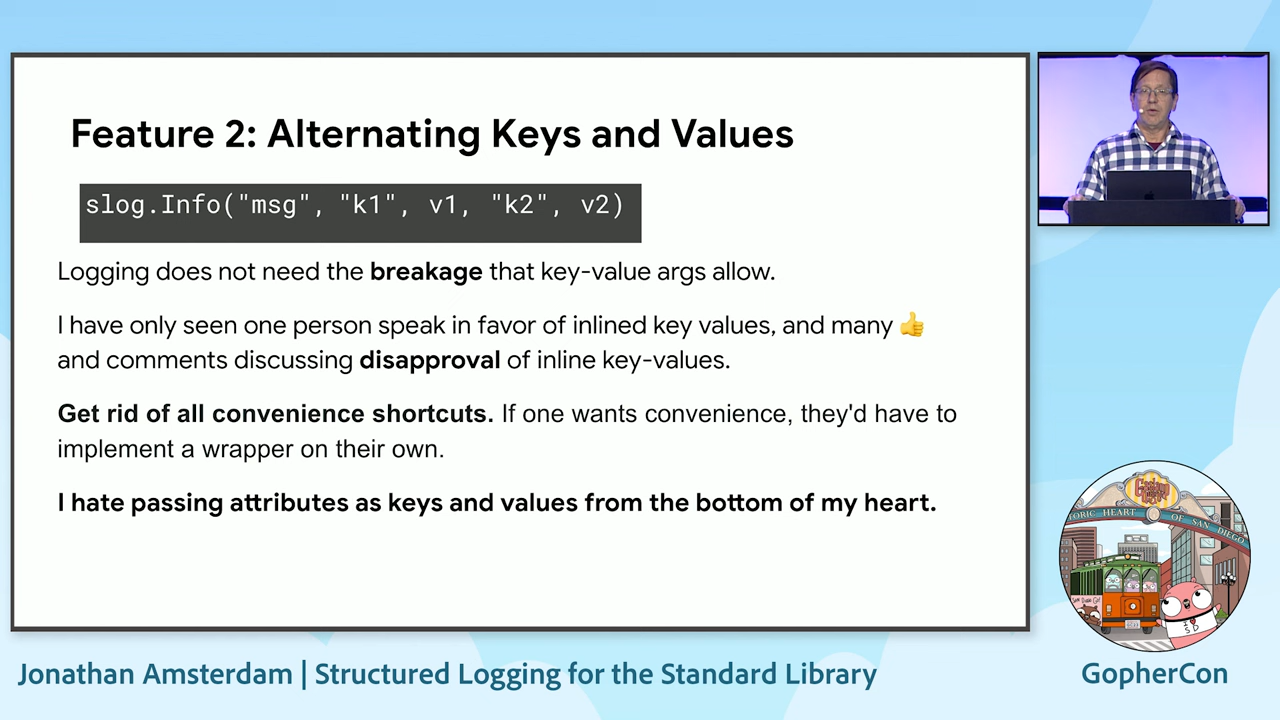 Feature 2: Alternating Keys and Values
slog.Info("msg", "k1", v1, "k2", v2)
Logging does not need the breakage that key-value args allow.
I have only seen one person speak in favor of inlined key values, and many 👍
and comments discussing disapproval of inline key-values.
Get rid of all convenience shortcuts. If one wants convenience, they'd have to
implement a wrapper on their own.
I hate passing attributes as keys and values from the bottom of my heart.
HEART OF SAN DIEGO
Jonathan Amsterdam | Structured Logging for the Standard Library
GopherCon